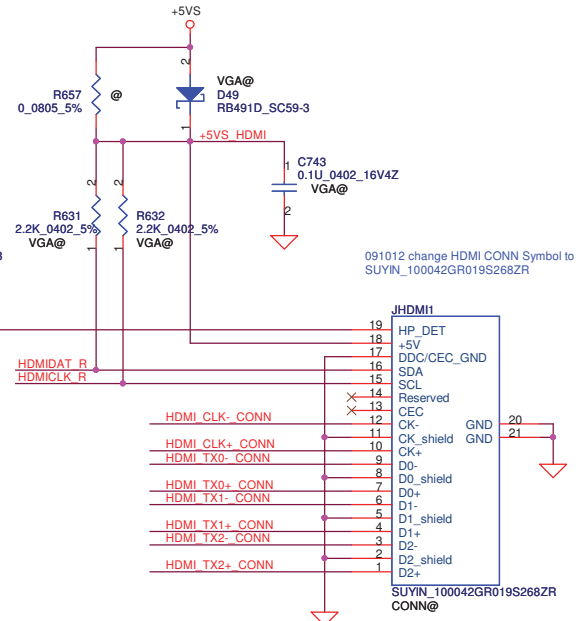 +5VS
2
VGA@
R657
@
D49
0_0805_5%
RB491D_SC59-3
1
+5VS_HDMI
1
C743
0.1U_0402_16V4Z
VGA@
2
2
2
R631
R632
2.2K_0402_5%
2.2K_0402_5%
VGA@
VGA@
1
1
091012 change HDMI CONN Symbol to
SUYIN_100042GR019S268ZR
JHDMI1
19 HP_DET
18 +5V
17 DDC/CEC_GND
HDMIDAT_R 16 SDA
HDMICLK_R 15 SCL
14 Reserved
13 CEC
HDMI_CLK-_CONN 12 CK- GND 20
11 CK_shield GND 21
HDMI_CLK+_CONN 10 CK+
HDMI_TX0-_CONN 9 D0-
8 D0_shield
HDMI_TX0+_CONN 7 D0+
HDMI_TX1-_CONN 6 D1-
5 D1_shield
HDMI_TX1+_CONN 4 D1+
HDMI_TX2-_CONN 3 D2-
2 D2_shield
HDMI_TX2+_CONN 1 D2+
SUYIN_100042GR019S268ZR
CONN@